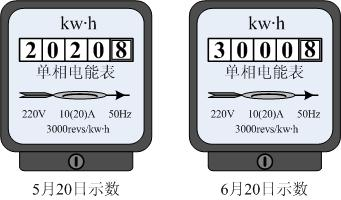 kw·h
20208
单相电能表
220V 10(20)A 50Hz
3000revs/kw·h
5月20日示数
kw·h
30008
单相电能表
220V 10(20)A 50Hz
3000revs/kw·h
6月20日示数